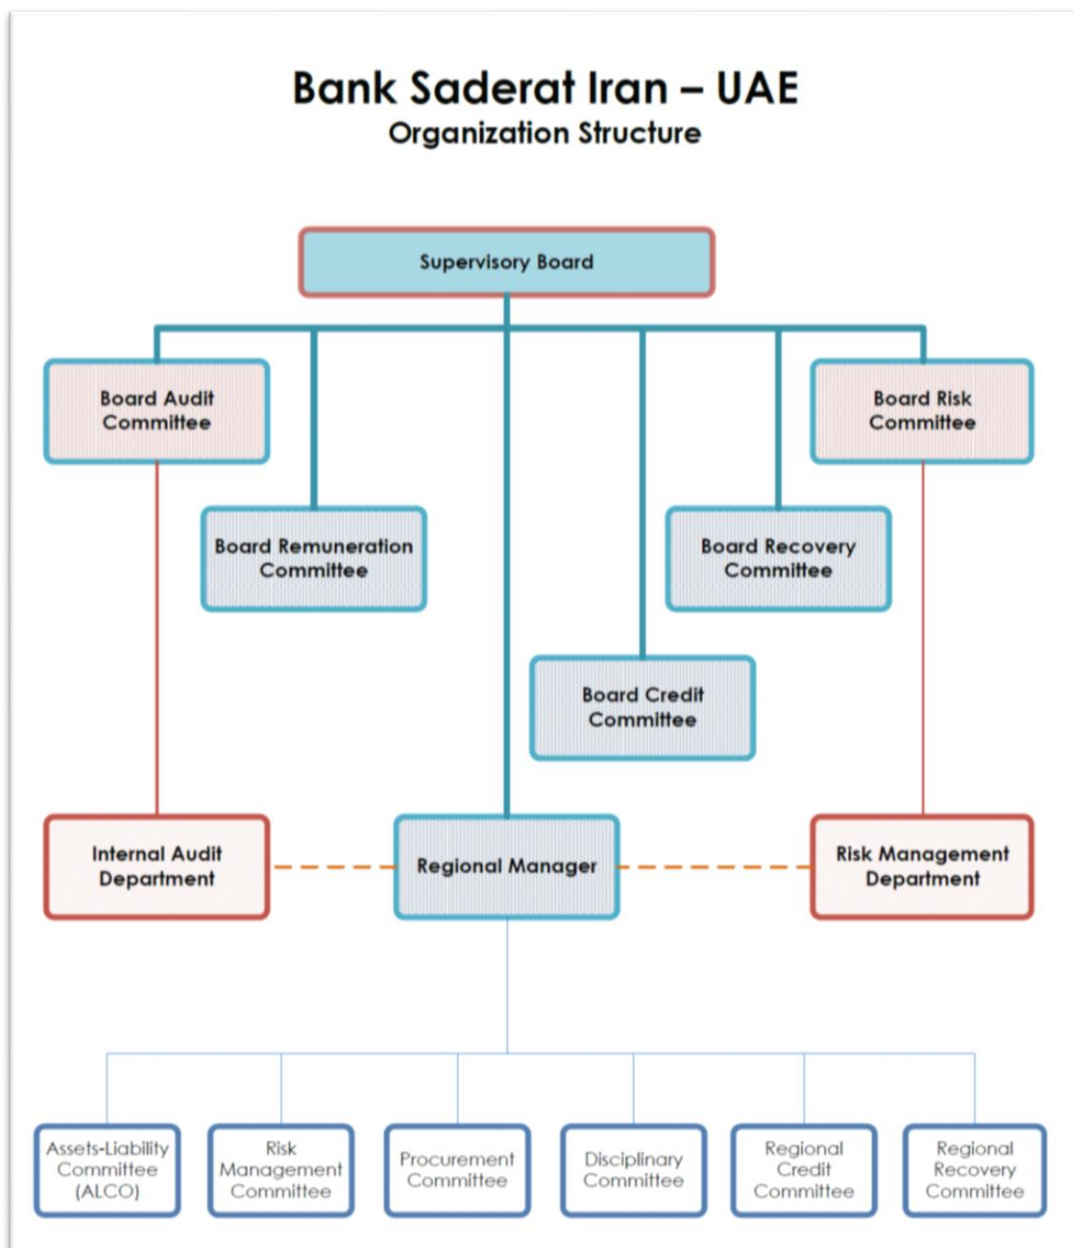 Bank Saderat Iran – UAE
Organization Structure
Supervisory Board
Board Audit
Committee
Board Risk
Committee
Board Remuneration
Committee
Board Recovery
Committee
Board Credit
Committee
Internal Audit
Department
Regional Manager
Risk Management
Department
Assets-Liability
Committee
(ALCO)
Risk
Management
Committee
Procurement
Committee
Disciplinary
Committee
Regional
Credit
Committee
Regional
Recovery
Committee